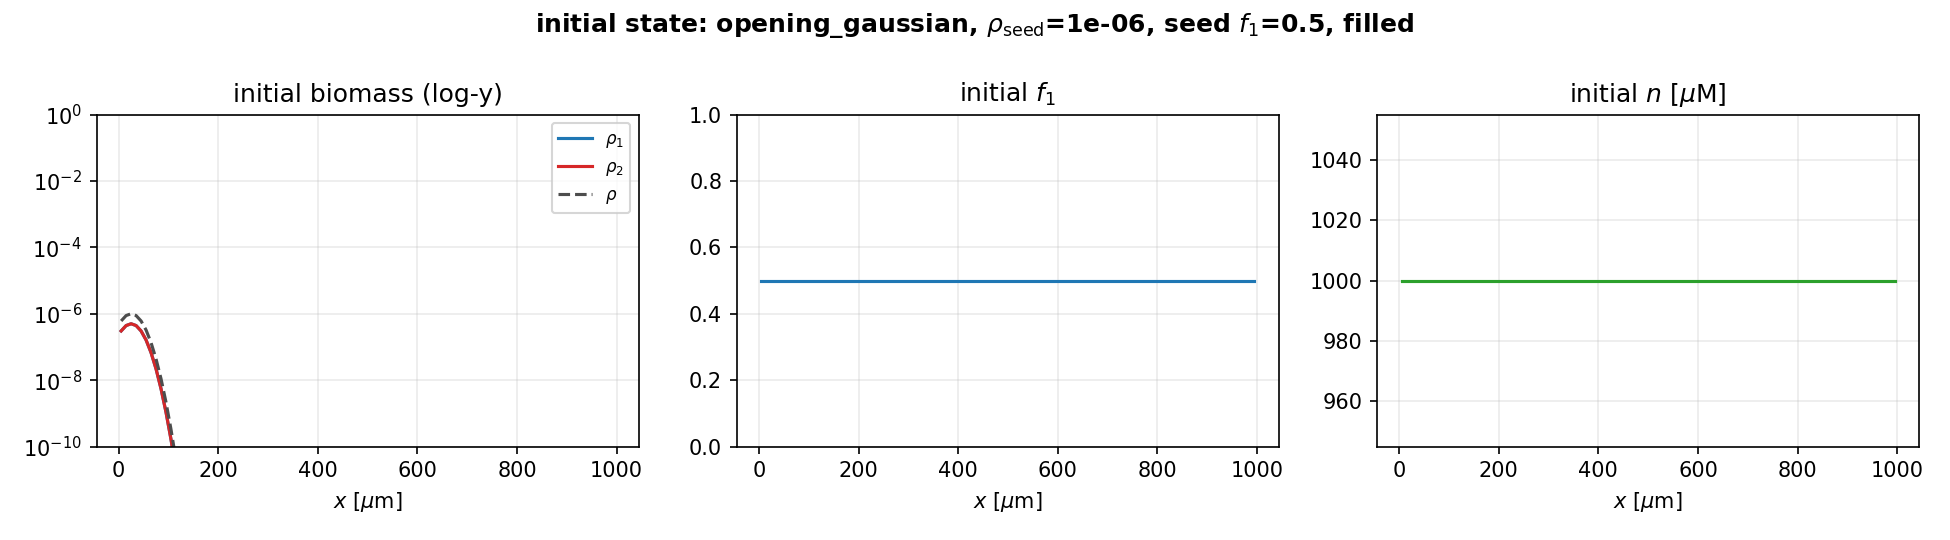 initial state: opening_gaussian, ρseed=1e-06, seed f1=0.5, filled
initial biomass (log-y)
10^0
10^−2
10^−4
10^−6
10^−8
10^−10
0 200 400 600 800 1000
x [μm]
ρ1
ρ2
ρ
initial f1
1.0
0.8
0.6
0.4
0.2
0.0
0 200 400 600 800 1000
x [μm]
initial n [μM]
1040
1020
1000
980
960
0 200 400 600 800 1000
x [μm]